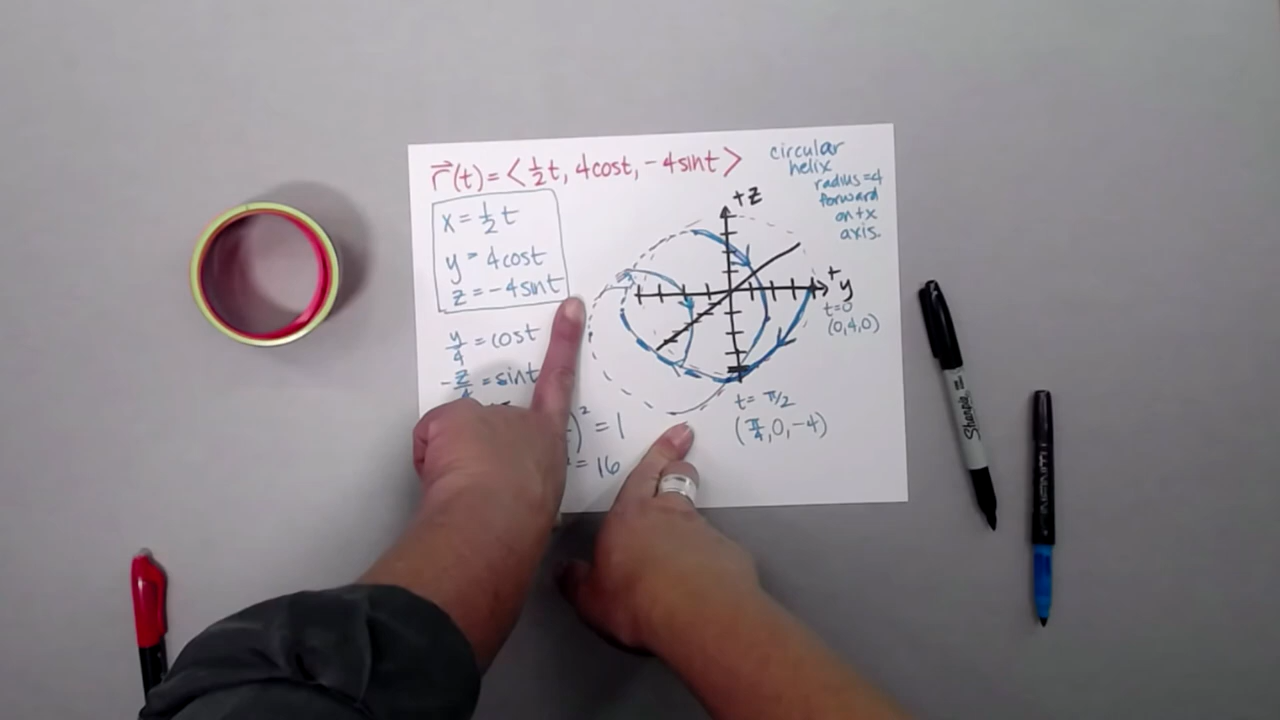 r⃗(t) = ⟨ ½t, 4cost, -4sint ⟩
x = ½t
y = 4cost
z = -4sint
y/4 = cost
-z/4 = sint
)² = 1
= 16
circular
helix
radius=4
forward
on +x
axis.
+z
+y
t=0
(0,4,0)
t = π/2
(π/4, 0, -4)
Sharpie